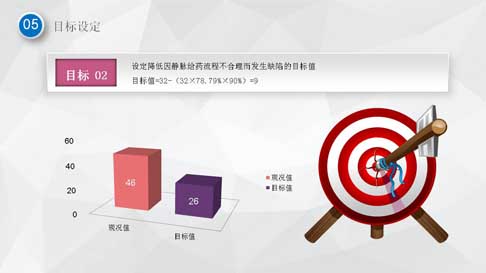 05
目标设定
目标 02
设定降低因静脉给药流程不合理而发生缺陷的目标值
目标值=32-（32×78.79%×90%）=9
60
40
20
0
46
26
现况值
目标值
现况值
目标值